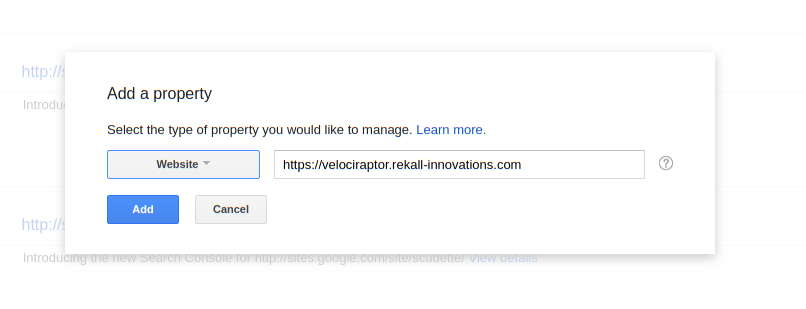 http://s
Add a property
Introduc
Select the type of property you would like to manage. Learn more.
Website https://velociraptor.rekall-innovations.com
Add Cancel
http://s
Introducing the new Search Console for http://sites.google.com/site/scudette/ View details